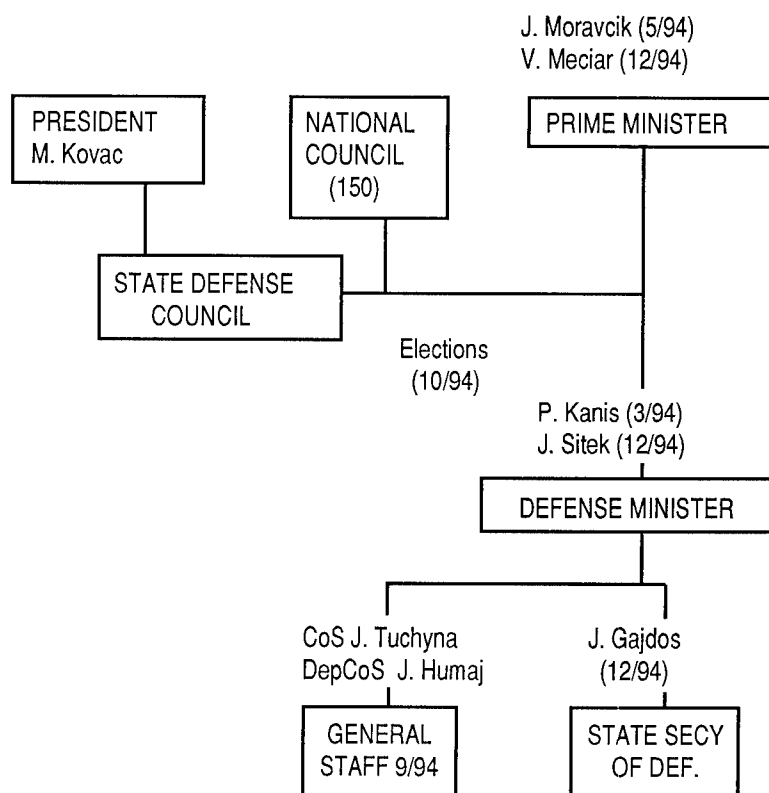 J. Moravcik (5/94)
V. Meciar (12/94)
PRESIDENT
M. Kovac
NATIONAL
COUNCIL
(150)
PRIME MINISTER
STATE DEFENSE
COUNCIL
Elections
(10/94)
P. Kanis (3/94)
J. Sitek (12/94)
DEFENSE MINISTER
CoS J. Tuchyna
DepCoS J. Humaj
J. Gajdos
(12/94)
GENERAL
STAFF 9/94
STATE SECY
OF DEF.